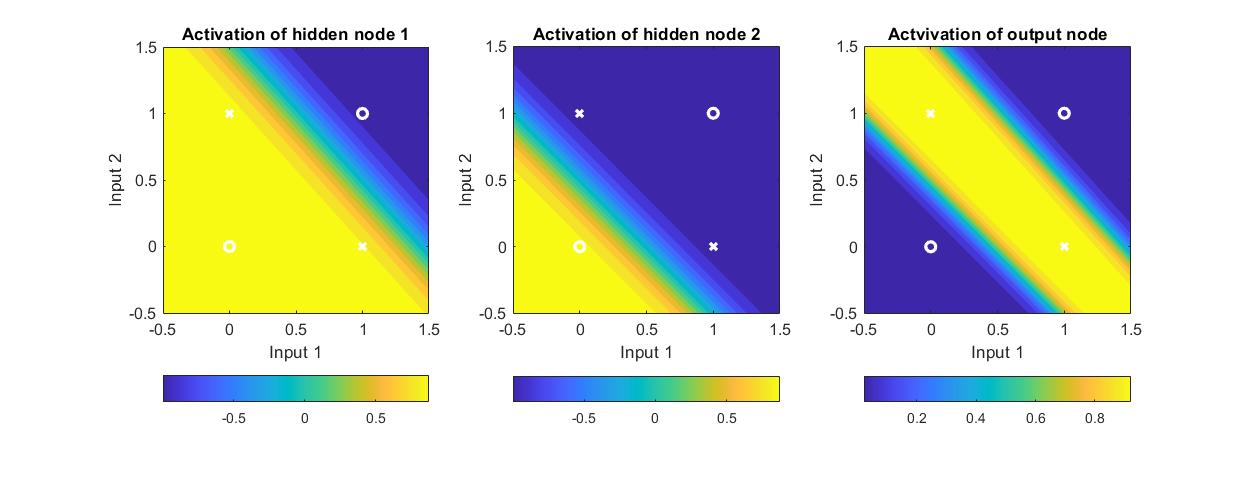 Activation of hidden node 1
Activation of hidden node 2
Actvivation of output node
1.5
1
0.5
0
-0.5
Input 2
-0.5 0 0.5 1 1.5
Input 1
-0.5 0 0.5
1.5
1
0.5
0
-0.5
Input 2
-0.5 0 0.5 1 1.5
Input 1
-0.5 0 0.5
1.5
1
0.5
0
-0.5
Input 2
-0.5 0 0.5 1 1.5
Input 1
0.2 0.4 0.6 0.8